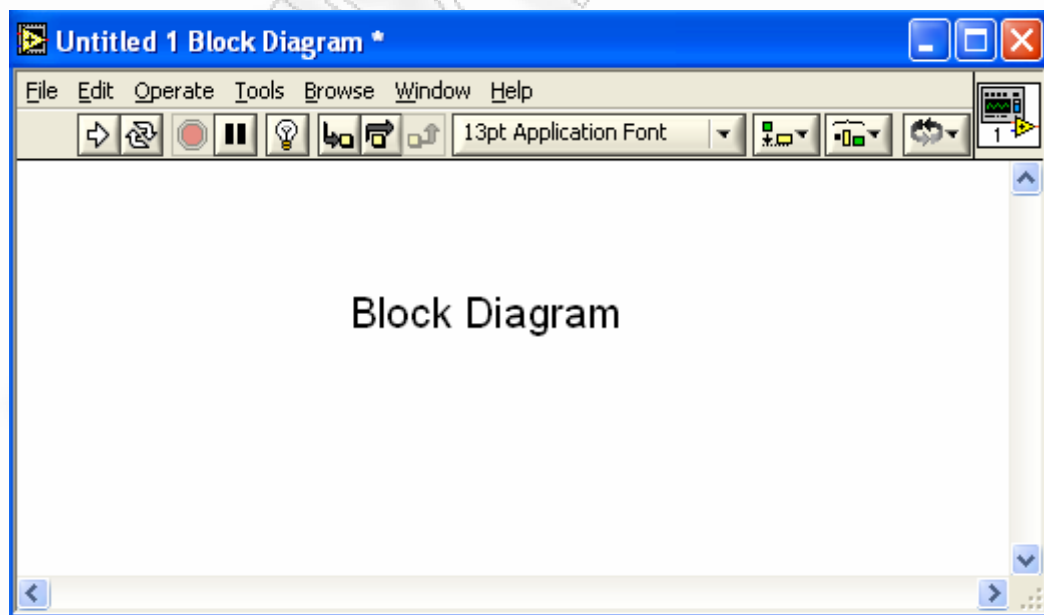 Untitled 1 Block Diagram *
File Edit Operate Tools Browse Window Help
13pt Application Font
1
Block Diagram